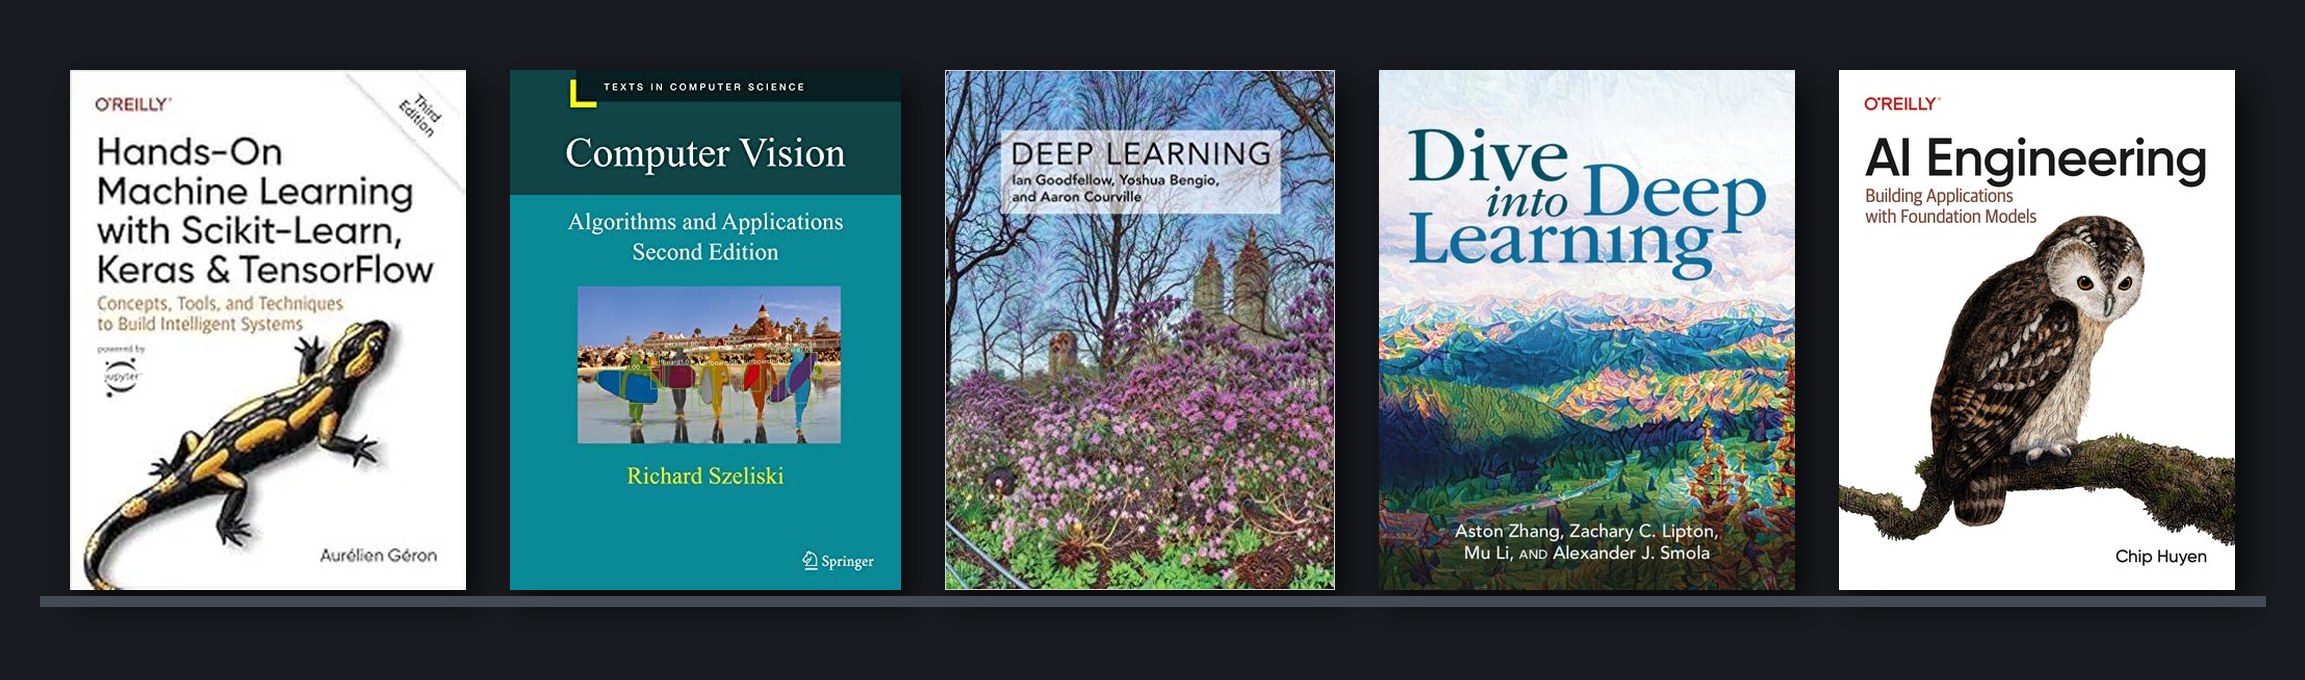 O'REILLY®
Third
Edition
Hands-On
Machine Learning
with Scikit-Learn,
Keras & TensorFlow
Concepts, Tools, and Techniques
to Build Intelligent Systems
powered by
jupyter
Aurélien Géron
TEXTS IN COMPUTER SCIENCE
Computer Vision
Algorithms and Applications
Second Edition
Richard Szeliski
Springer
DEEP LEARNING
Ian Goodfellow, Yoshua Bengio,
and Aaron Courville
Dive
into Deep
Learning
Aston Zhang, Zachary C. Lipton,
Mu Li, AND Alexander J. Smola
O'REILLY®
AI Engineering
Building Applications
with Foundation Models
Chip Huyen